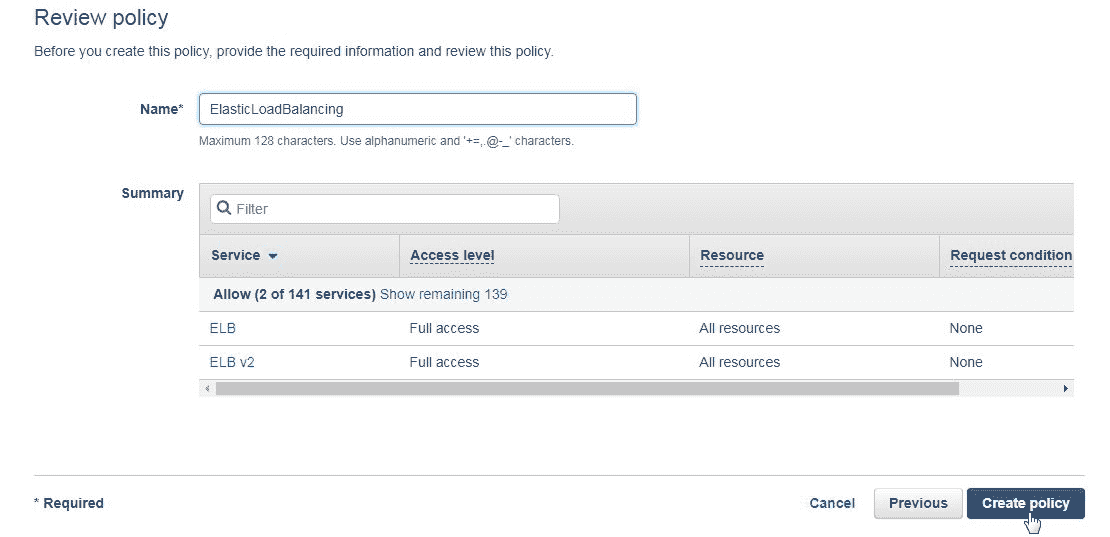 Review policy
Before you create this policy, provide the required information and review this policy.
Name*
ElasticLoadBalancing
Maximum 128 characters. Use alphanumeric and '+=,.@-_' characters.
Summary
Filter
Service Access level Resource Request condition
Allow (2 of 141 services) Show remaining 139
ELB Full access All resources None
ELB v2 Full access All resources None
* Required
Cancel Previous Create policy